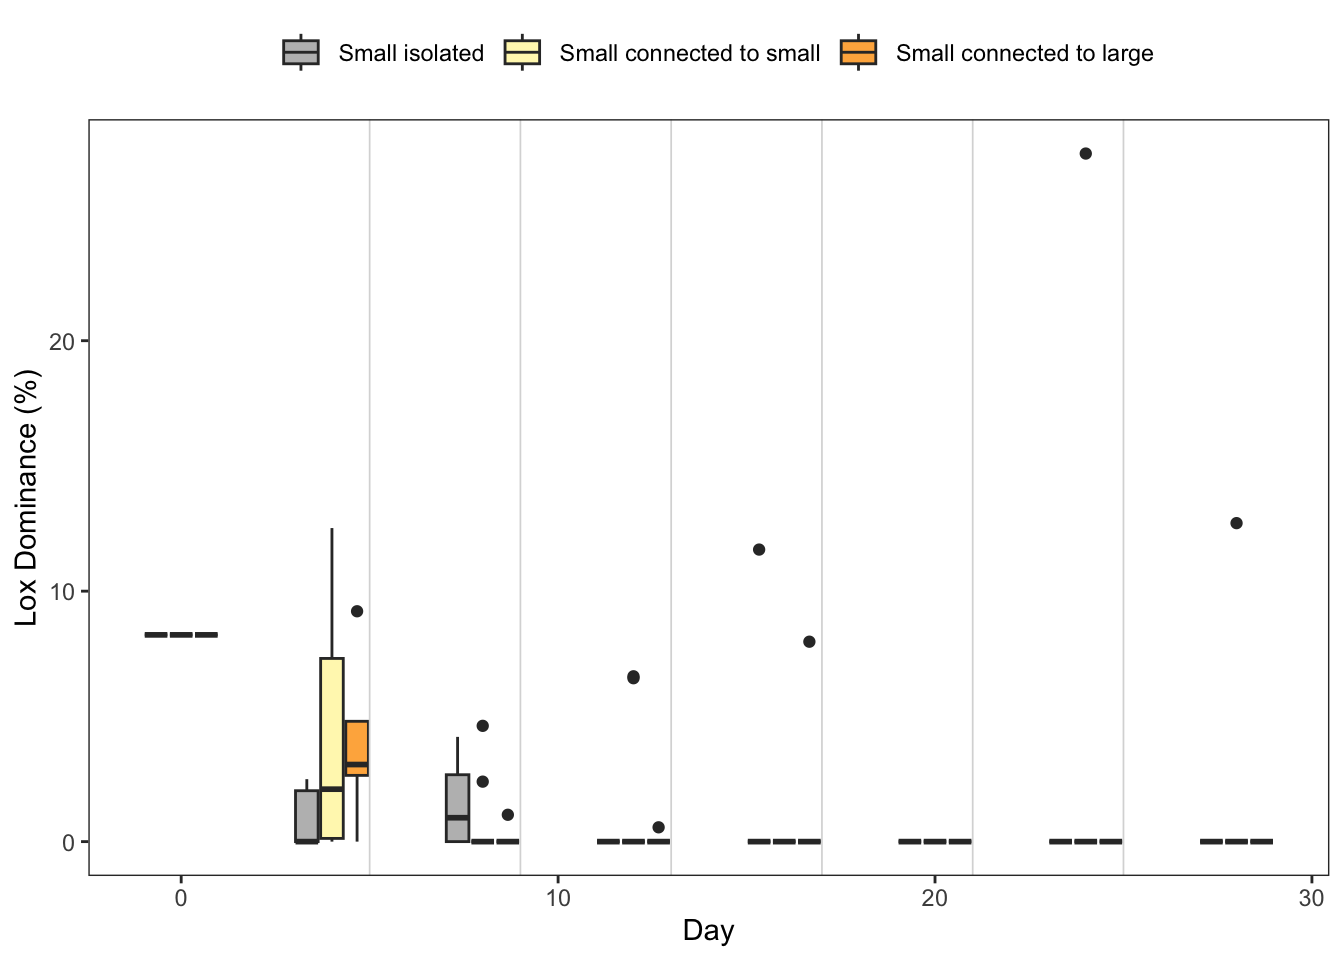 Small isolated Small connected to small Small connected to large
Lox Dominance (%)
20
10
0
0 10 20 30
Day